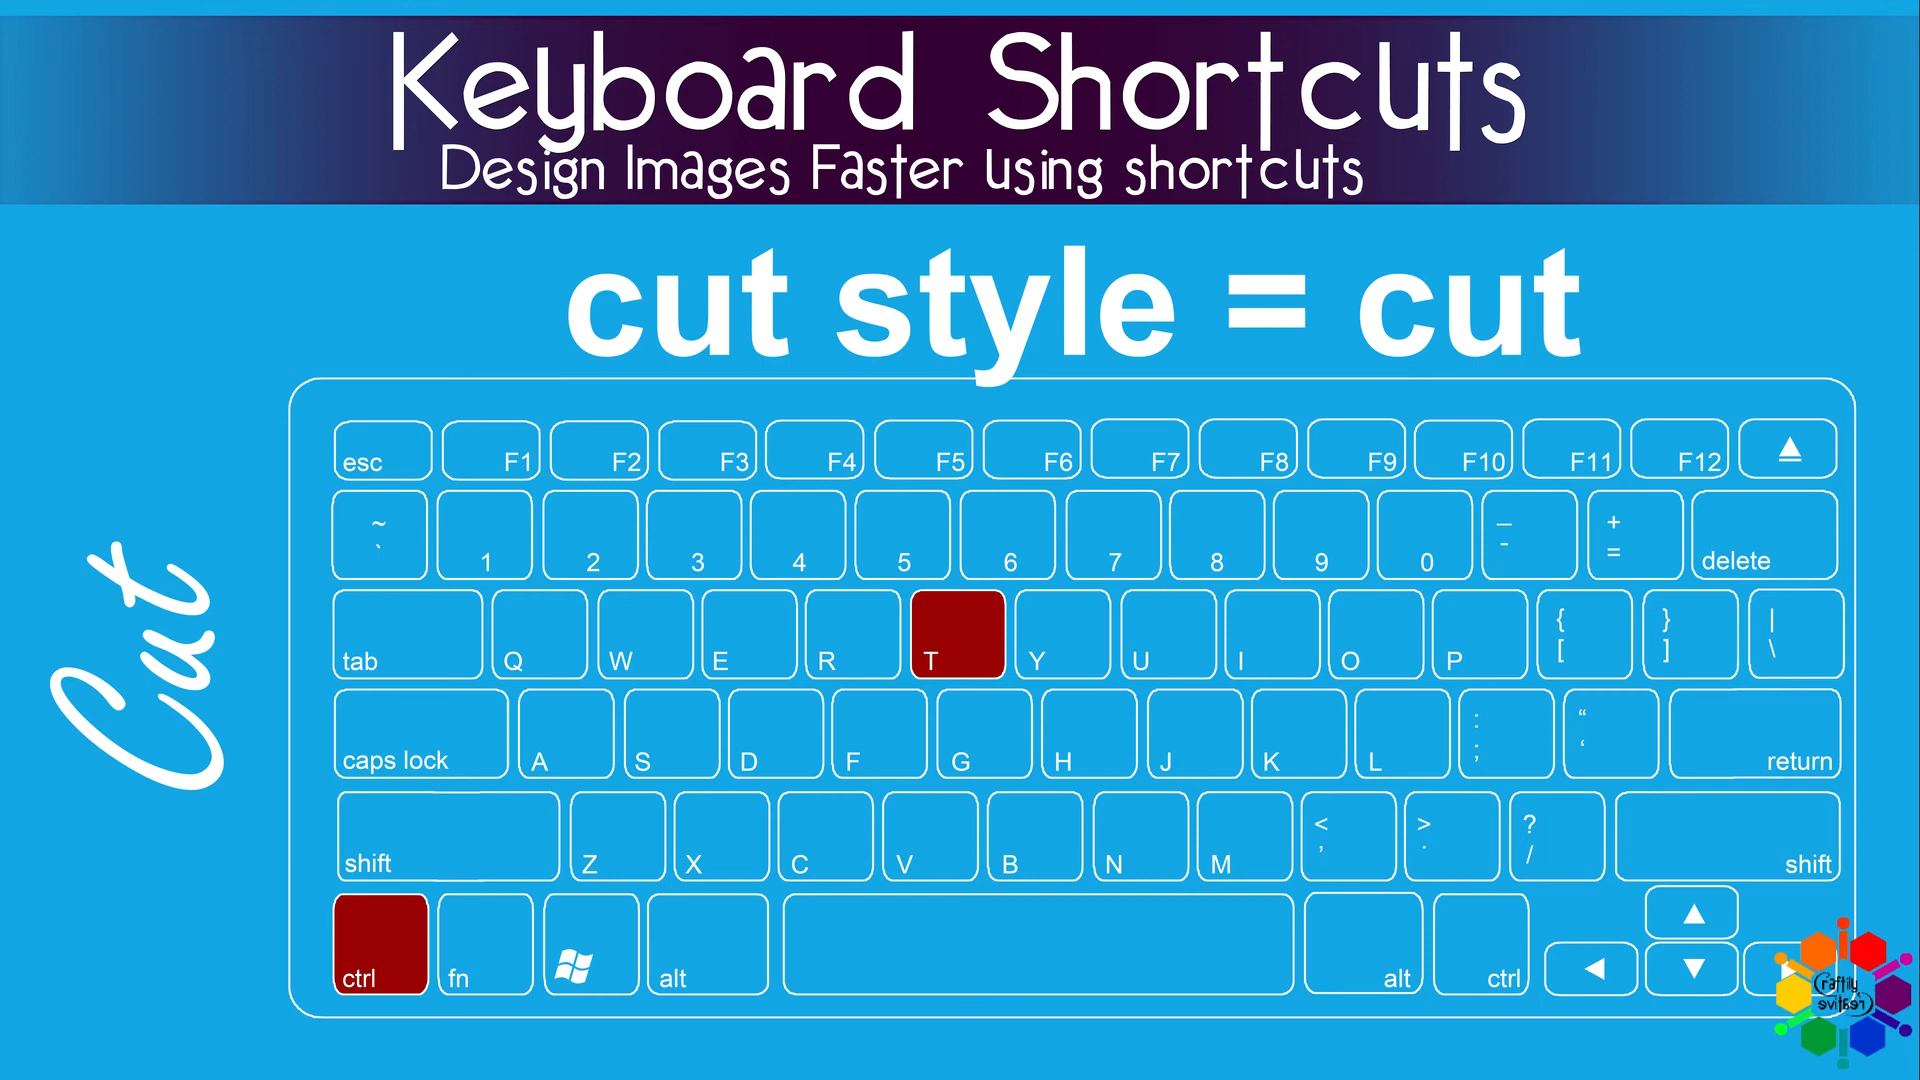 Keyboard Shortcuts
Design Images Faster using shortcuts
cut style = cut
Cut
esc F1 F2 F3 F4 F5 F6 F7 F8 F9 F10 F11 F12
~ _ +
` 1 2 3 4 5 6 7 8 9 0 - = delete
{ } |
tab Q W E R T Y U I O P [ ] \
: “
caps lock A S D F G H J K L ; ‘ return
< > ?
shift Z X C V B N M , . / shift
ctrl fn alt alt ctrl
Craftily
Creative